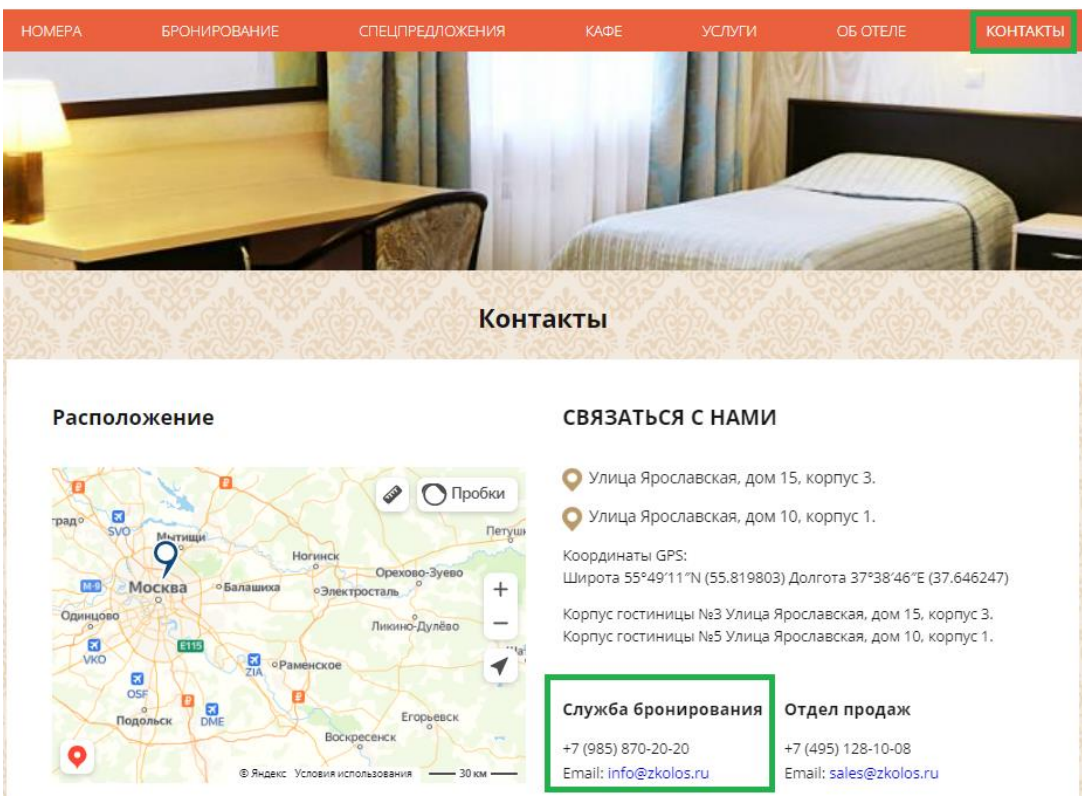 НОМЕРА БРОНИРОВАНИЕ СПЕЦПРЕДЛОЖЕНИЯ КАФЕ УСЛУГИ ОБ ОТЕЛЕ КОНТАКТЫ
Контакты
Расположение
Пробки
град
SVO
Мытищи
Петуш
Ногинск
Орехово-Зуево
М-9
Москва
Балашиха
Электросталь
Одинцово
Ликино-Дулёво
E115
VKO
ZIA
Раменское
OSF
Подольск
DME
Егорьевск
Воскресенск
© Яндекс Условия использования 30 км
СВЯЗАТЬСЯ С НАМИ
Улица Ярославская, дом 15, корпус 3.
Улица Ярославская, дом 10, корпус 1.
Координаты GPS:
Широта 55°49′11″N (55.819803) Долгота 37°38′46″E (37.646247)
Корпус гостиницы №3 Улица Ярославская, дом 15, корпус 3.
Корпус гостиницы №5 Улица Ярославская, дом 10, корпус 1.
Служба бронирования
+7 (985) 870-20-20
Email: info@zkolos.ru
Отдел продаж
+7 (495) 128-10-08
Email: sales@zkolos.ru